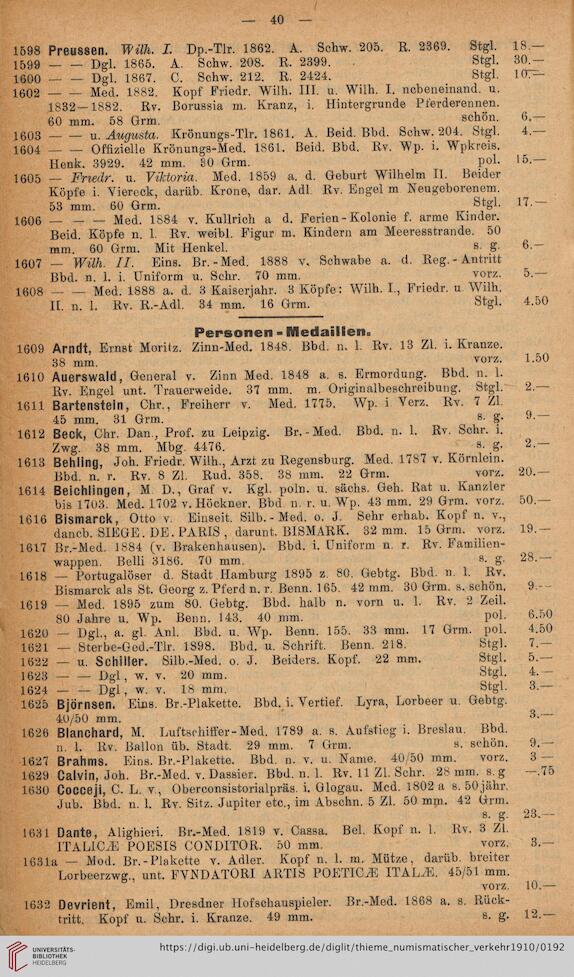 — 40 —
1598 Preussen. Wilh. I. Dp.-Tlr. 1862. A. Schw. 205. R. 2369. Stgl. 18.—
1599 — — Dgl. 1865. A. Schw. 208. R. 2399. Stgl. 30.—
1600 — — Dgl. 1867. C. Schw. 212. R. 2424. Stgl. 10.—
1602 — — Med. 1882. Kopf Friedr. Wilh. III. u. Wilh. I. nebeneinand. u.
1832—1882. Rv. Borussia m. Kranz, i. Hintergrunde Pferderennen.
60 mm. 58 Grm. schön. 6.—
1603 — — u. Augusta. Krönungs-Tlr. 1861. A. Beid. Bbd. Schw. 204. Stgl. 4.—
1604 — — Offizielle Krönungs-Med. 1861. Beid. Bbd. Rv. Wp. i. Wpkreis.
Henk. 3929. 42 mm. 30 Grm. pol. 15.—
1605 — Friedr. u. Viktoria. Med. 1859 a. d. Geburt Wilhelm II. Beider
Köpfe i. Viereck, darüb. Krone, dar. Adl. Rv. Engel m Neugeborenem.
53 mm. 60 Grm. Stgl. 17.—
1606 — — — Med. 1884 v. Kullrich a d. Ferien-Kolonie f. arme Kinder.
Beid. Köpfe n. l. Rv. weibl. Figur m. Kindern am Meeresstrande. 50
mm. 60 Grm. Mit Henkel. s. g. 6.—
1607 — Wilh. II. Eins. Br.-Med. 1888 v. Schwabe a. d. Reg.-Antritt
Bbd. n. l. i. Uniform u. Schr. 70 mm. vorz. 5.—
1608 — — Med. 1888 a. d. 3 Kaiserjahr. 3 Köpfe: Wilh. I., Friedr. u. Wilh.
II. n. l. Rv. R.-Adl. 34 mm. 16 Grm. Stgl. 4.50
Personen-Medaillen.
1609 Arndt, Ernst Moritz. Zinn-Med. 1848. Bbd. n. l. Rv. 13 Zl. i. Kranze.
38 mm. vorz. 1.50
1610 Auerswald, General v. Zinn Med. 1848 a. s. Ermordung. Bbd. n. l.
Rv. Engel unt. Trauerweide. 37 mm. m. Originalbeschreibung. Stgl. 2.—
1611 Bartenstein, Chr., Freiherr v. Med. 1775. Wp. i Verz. Rv. 7 Zl.
45 mm. 31 Grm. s. g. 9.—
1612 Beck, Chr. Dan., Prof. zu Leipzig. Br.-Med. Bbd. n. l. Rv. Schr. i.
Zwg. 38 mm. Mbg. 4476. s. g. 2.—
1613 Behling, Joh. Friedr. Wilh., Arzt zu Regensburg. Med. 1787 v. Körnlein.
Bbd. n. r. Rv. 8 Zl. Rud. 358. 38 mm. 22 Grm. vorz. 20.—
1614 Beichlingen, M. D., Graf v. Kgl. poln. u. sächs. Geh. Rat u. Kanzler
bis 1703. Med. 1702 v. Höckner. Bbd. n. r. u. Wp. 43 mm. 29 Grm. vorz. 50.—
1616 Bismarck, Otto v. Einseit. Silb.-Med. o. J. Sehr erhab. Kopf n. v.,
daneb. SIEGE. DE. PARIS, darunt. BISMARK. 32 mm. 15 Grm. vorz. 19.—
1617 Br.-Med. 1884 (v. Brakenhausen). Bbd. i. Uniform n. r. Rv. Familien-
wappen. Belli 3186. 70 mm. s. g. 28.—
1618 — Portugalöser d. Stadt Hamburg 1895 z. 80. Gebtg. Bbd. n. l. Rv.
Bismarck als St. Georg z. Pferd n. r. Benn. 165. 42 mm. 30 Grm. s. schön. 9.—
1619 — Med. 1895 zum 80. Gebtg. Bbd. halb n. vorn u. l. Rv. 2 Zeil.
80 Jahre u. Wp. Benn. 143. 40 mm. pol. 6.50
1620 — Dgl., a. gl. Anl. Bbd. u. Wp. Benn. 155. 33 mm. 17 Grm. pol. 4.50
1621 — Sterbe-Ged.-Tlr. 1898. Bbd. u. Schrift. Benn. 218. Stgl. 7.—
1622 — u. Schiller. Silb.-Med. o. J. Beiders. Kopf. 22 mm. Stgl. 5.—
1623 — — Dgl, w. v. 20 mm. Stgl. 4.—
1624 — — Dgl, w. v. 18 mm. Stgl. 3.—
1625 Björnsen. Eins. Br.-Plakette. Bbd. i. Vertief. Lyra, Lorbeer u. Gebtg.
40/50 mm. 3.—
1626 Blanchard, M. Luftschiffer-Med. 1789 a. s. Aufstieg i. Breslau. Bbd.
n. l. Rv. Ballon üb. Stadt. 29 mm. 7 Grm. s. schön. 9.—
1627 Brahms. Eins. Br.-Plakette. Bbd. n. v. u. Name. 40/50 mm. vorz. 3 —
1629 Calvin, Joh. Br.-Med. v. Dassier. Bbd. n. l. Rv. 11 Zl. Schr. 28 mm. s. g —.75
1630 Cocceji, C. L. v., Oberconsistorialpräs. i. Glogau. Med. 1802 a s. 50jähr.
Jub. Bbd. n. l. Rv. Sitz. Jupiter etc., im Abschn. 5 Zl. 50 mm. 42 Grm.
s. g. 23.—
1631 Dante, Alighieri. Br.-Med. 1819 v. Cassa. Bel. Kopf n. l. Rv. 3 Zl.
ITALICÆ POESIS CONDITOR. 50 mm. vorz. 3.—
1631a — Mod. Br.-Plakette v. Adler. Kopf n. l. m. Mütze, darüb. breiter
Lorbeerzwg., unt. FVNDATORI ARTIS POETICÆ ITALÆ. 45/51 mm.
vorz. 10.—
1632 Devrient, Emil, Dresdner Hofschauspieler. Br.-Med. 1868 a. s. Rück-
tritt. Kopf u. Schr. i. Kranze. 49 mm. s. g. 12.—
UNIVERSITÄTS-
BIBLIOTHEK
HEIDELBERG
https://digi.ub.uni-heidelberg.de/diglit/thieme_numismatischer_verkehr1910/0192